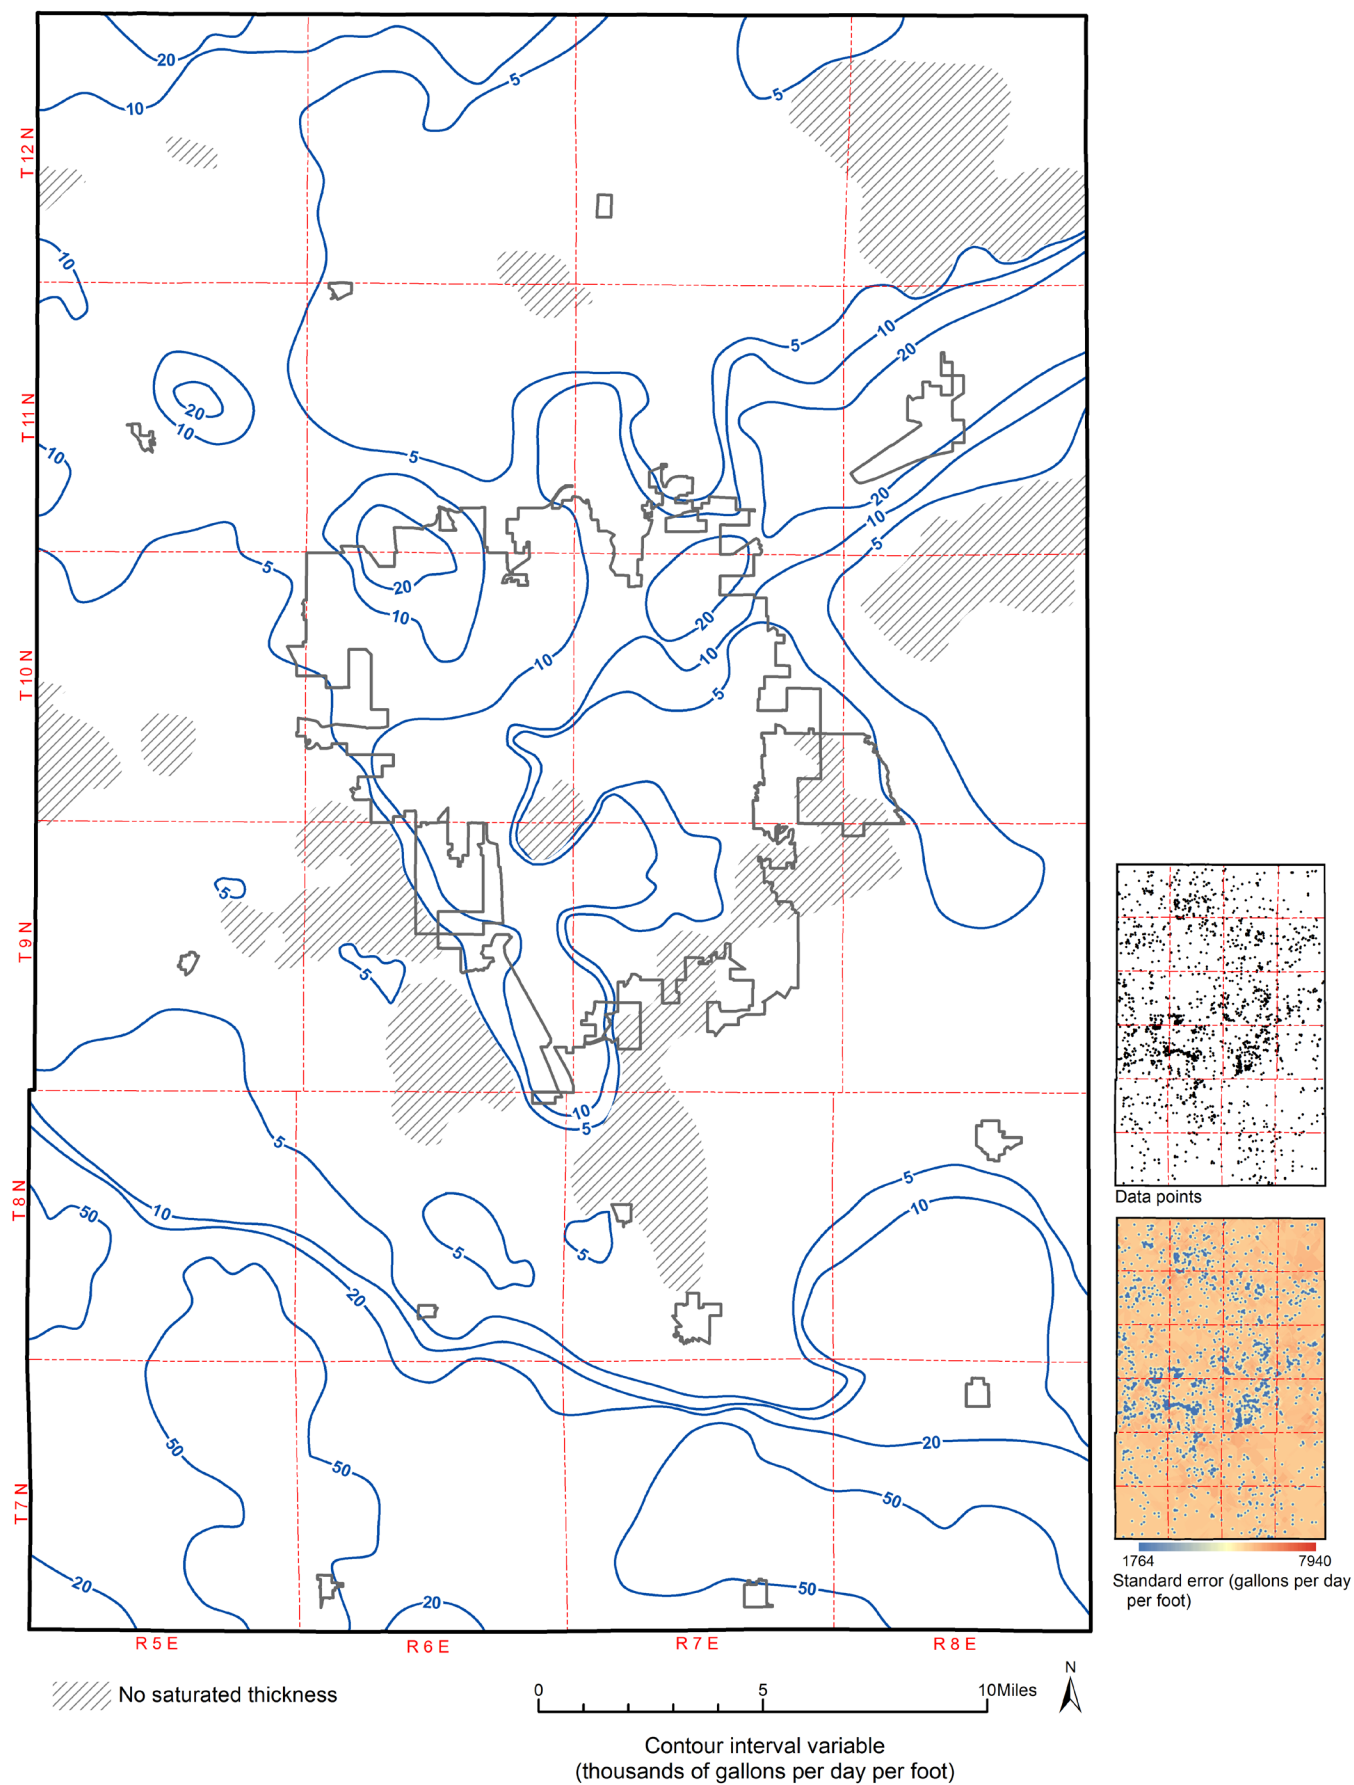 20
10
5
5
T 12 N
10
5
10
20
20
10
T 11 N
10
5
20
10
5
5
20
10
20
10
10
5
T 10 N
5
5
T 9 N
10
5
5
5
10
10
50
T 8 N
5
5
20
Data points
20
50
50
50
T 7 N
1764 7940
Standard error (gallons per day
per foot)
20
20
50
R 5 E R 6 E R 7 E R 8 E
No saturated thickness
0 5 10Miles
N
Contour interval variable
(thousands of gallons per day per foot)